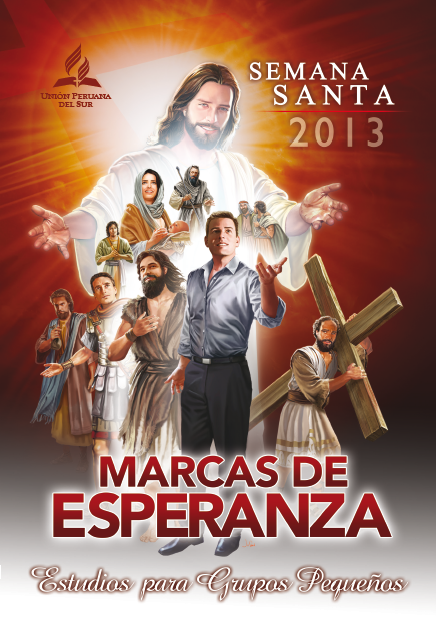 UNIÓN PERUANA
DEL SUR
SEMANA
SANTA
2013
MARCAS DE
ESPERANZA
Estudios para Grupos Pequeños